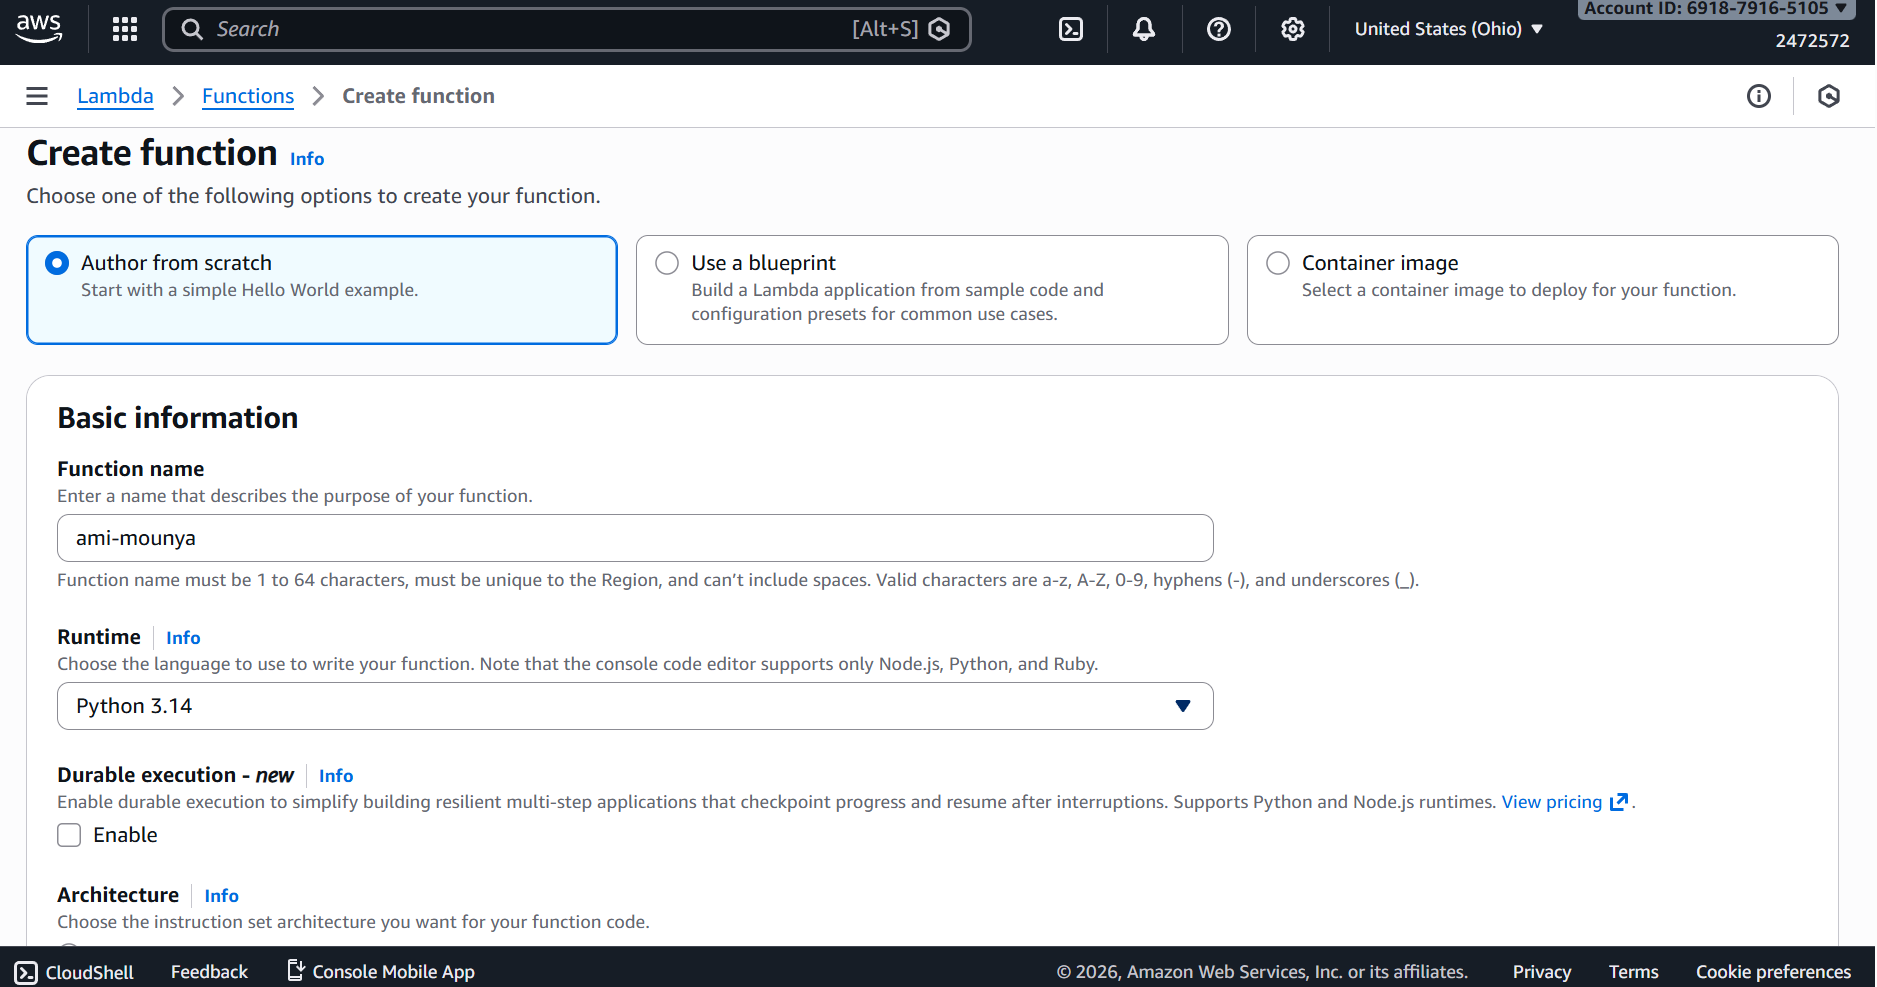 aws
Search [Alt+S]
United States (Ohio)
Account ID: 6918-7916-5105
2472572
Lambda Functions Create function
Create function Info
Choose one of the following options to create your function.
Author from scratch
Start with a simple Hello World example.
Use a blueprint
Build a Lambda application from sample code and
configuration presets for common use cases.
Container image
Select a container image to deploy for your function.
Basic information
Function name
Enter a name that describes the purpose of your function.
ami-mounya
Function name must be 1 to 64 characters, must be unique to the Region, and can’t include spaces. Valid characters are a-z, A-Z, 0-9, hyphens (-), and underscores (_).
Runtime Info
Choose the language to use to write your function. Note that the console code editor supports only Node.js, Python, and Ruby.
Python 3.14
Durable execution - new Info
Enable durable execution to simplify building resilient multi-step applications that checkpoint progress and resume after interruptions. Supports Python and Node.js runtimes. View pricing .
Enable
Architecture Info
Choose the instruction set architecture you want for your function code.
CloudShell Feedback Console Mobile App © 2026, Amazon Web Services, Inc. or its affiliates. Privacy Terms Cookie preferences